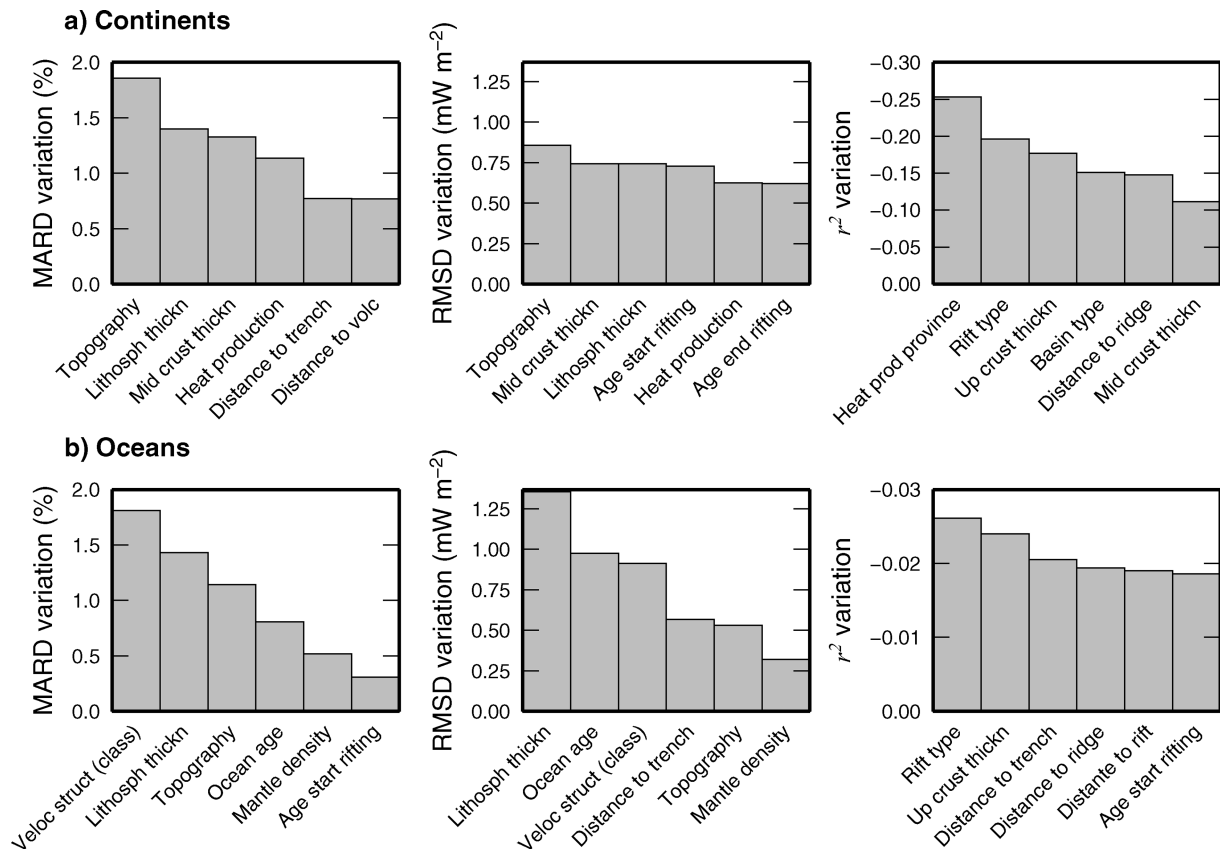 a) Continents
MARD variation (%)
2.0
1.5
1.0
0.5
0.0
Topography
Lithosph thickn
Mid crust thickn
Heat production
Distance to trench
Distance to volc
RMSD variation (mW m⁻²)
1.25
1.00
0.75
0.50
0.25
0.00
Topography
Mid crust thickn
Lithosph thickn
Age start rifting
Heat production
Age end rifting
r² variation
−0.30
−0.25
−0.20
−0.15
−0.10
−0.05
0.00
Heat prod province
Rift type
Up crust thickn
Basin type
Distance to ridge
Mid crust thickn
b) Oceans
MARD variation (%)
2.0
1.5
1.0
0.5
0.0
Veloc struct (class)
Lithosph thickn
Topography
Ocean age
Mantle density
Age start rifting
RMSD variation (mW m⁻²)
1.25
1.00
0.75
0.50
0.25
0.00
Lithosph thickn
Ocean age
Veloc struct (class)
Distance to trench
Topography
Mantle density
r² variation
−0.03
−0.02
−0.01
0.00
Rift type
Up crust thickn
Distance to trench
Distance to ridge
Distante to rift
Age start rifting